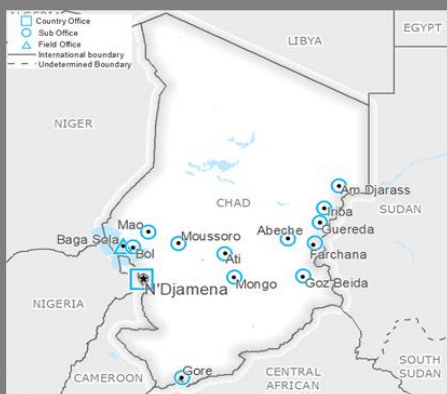 Country Office
Sub Office
Field Office
International boundary
Undetermined Boundary
LIBYA
EGYPT
NIGER
CHAD
SUDAN
Am Djarass
Iriba
Guereda
Mao
Moussoro
Abeche
Farchana
Baga Sola
Bol
Ati
Mongo
Goz Beida
N'Djamena
NIGERIA
Gore
CAMEROON
CENTRAL
AFRICAN
SOUTH
SUDAN